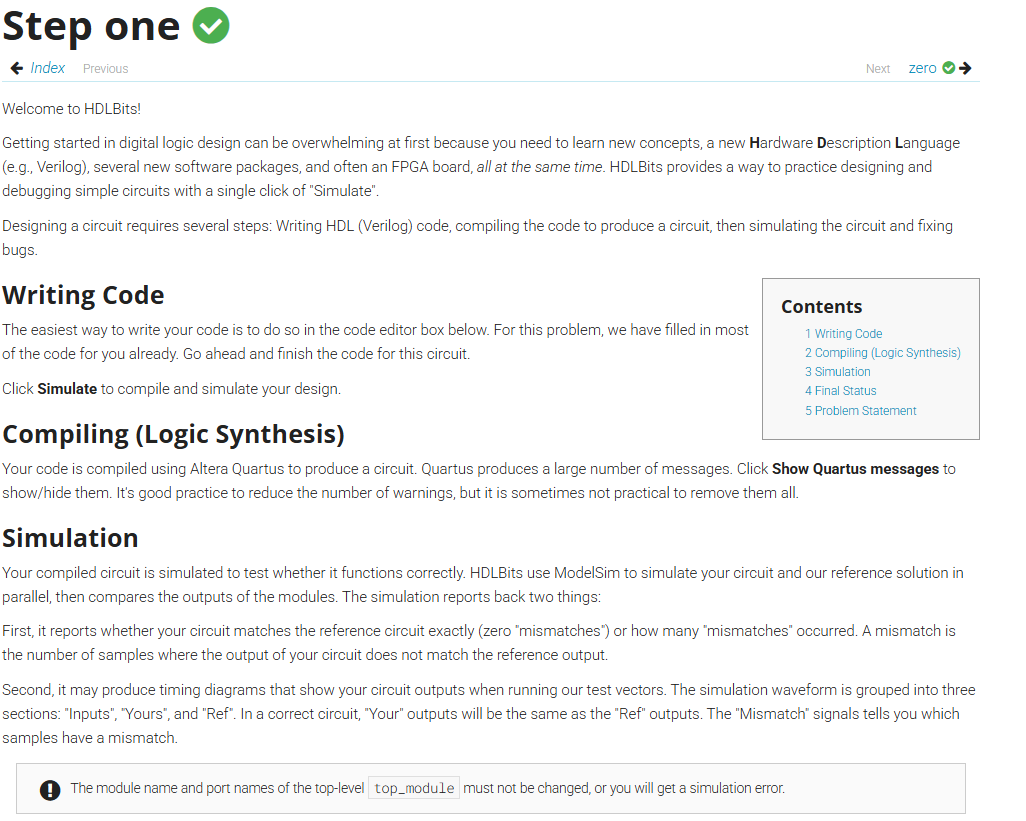 Step one
Index Previous
Next zero
Welcome to HDLBits!
Getting started in digital logic design can be overwhelming at first because you need to learn new concepts, a new Hardware Description Language
(e.g., Verilog), several new software packages, and often an FPGA board, all at the same time. HDLBits provides a way to practice designing and
debugging simple circuits with a single click of "Simulate".
Designing a circuit requires several steps: Writing HDL (Verilog) code, compiling the code to produce a circuit, then simulating the circuit and fixing
bugs.
Writing Code
The easiest way to write your code is to do so in the code editor box below. For this problem, we have filled in most
of the code for you already. Go ahead and finish the code for this circuit.
Click Simulate to compile and simulate your design.
Contents
1 Writing Code
2 Compiling (Logic Synthesis)
3 Simulation
4 Final Status
5 Problem Statement
Compiling (Logic Synthesis)
Your code is compiled using Altera Quartus to produce a circuit. Quartus produces a large number of messages. Click Show Quartus messages to
show/hide them. It's good practice to reduce the number of warnings, but it is sometimes not practical to remove them all.
Simulation
Your compiled circuit is simulated to test whether it functions correctly. HDLBits use ModelSim to simulate your circuit and our reference solution in
parallel, then compares the outputs of the modules. The simulation reports back two things:
First, it reports whether your circuit matches the reference circuit exactly (zero "mismatches") or how many "mismatches" occurred. A mismatch is
the number of samples where the output of your circuit does not match the reference output.
Second, it may produce timing diagrams that show your circuit outputs when running our test vectors. The simulation waveform is grouped into three
sections: "Inputs", "Yours", and "Ref". In a correct circuit, "Your" outputs will be the same as the "Ref" outputs. The "Mismatch" signals tells you which
samples have a mismatch.
The module name and port names of the top-level top_module must not be changed, or you will get a simulation error.